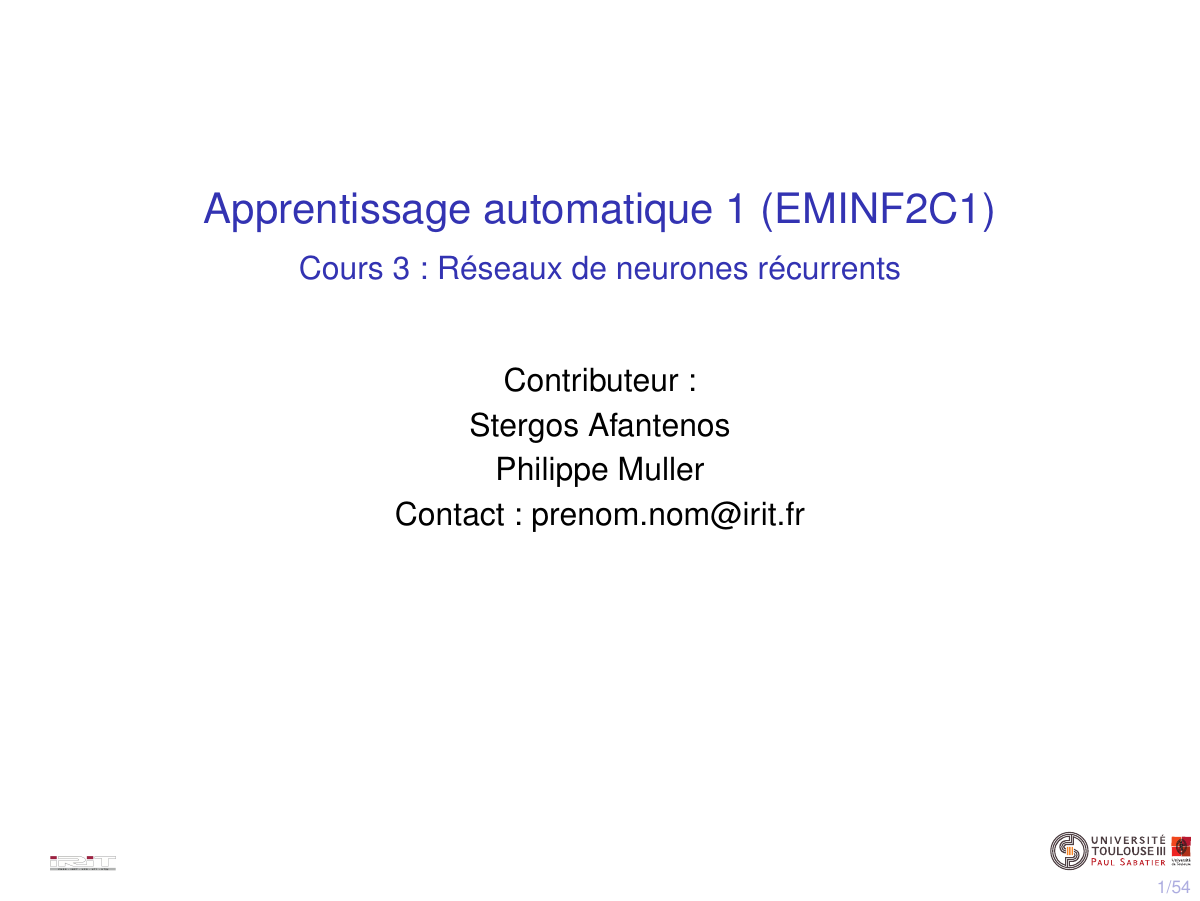 Apprentissage automatique 1 (EMINF2C1)
Cours 3 : Réseaux de neurones récurrents
Contributeur :
Stergos Afantenos
Philippe Muller
Contact : prenom.nom@irit.fr
IRIT
UNIVERSITÉ
TOULOUSE III
PAUL SABATIER
1/54